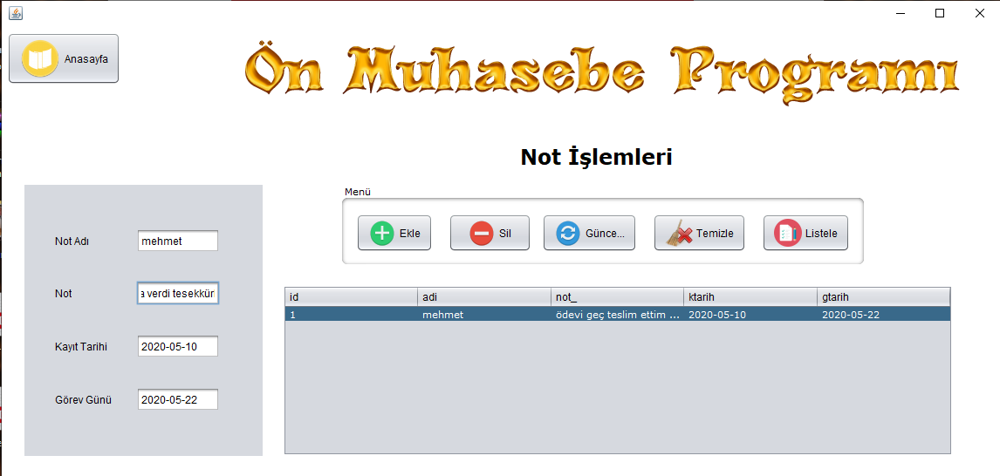 Anasayfa
Ön Muhasebe Programı
Not İşlemleri
Menü
Ekle Sil Günce... Temizle Listele
Not Adı mehmet
Not a verdi tesekkür
Kayıt Tarihi 2020-05-10
Görev Günü 2020-05-22
id adi not_ ktarih gtarih
1 mehmet ödevi geç teslim ettim ... 2020-05-10 2020-05-22